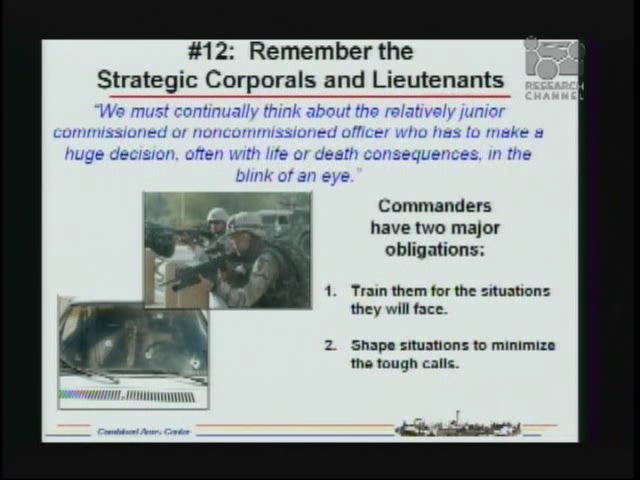 #12: Remember the
Strategic Corporals and Lieutenants
RESEARCH
CHANNEL
“We must continually think about the relatively junior
commissioned or noncommissioned officer who has to make a
huge decision, often with life or death consequences, in the
blink of an eye.”
Commanders
have two major
obligations:
1. Train them for the situations
they will face.
2. Shape situations to minimize
the tough calls.
Combined Arms Center